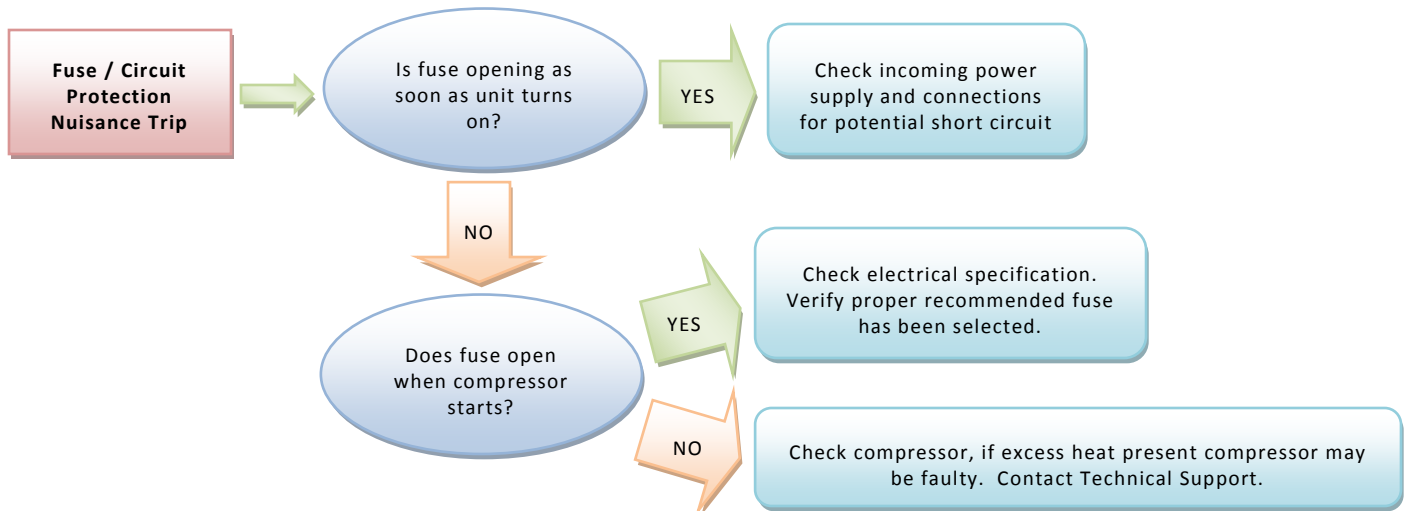 Fuse / Circuit
Protection
Nuisance Trip
Is fuse opening as
soon as unit turns
on?
YES
Check incoming power
supply and connections
for potential short circuit
NO
Does fuse open
when compressor
starts?
YES
Check electrical specification.
Verify proper recommended fuse
has been selected.
NO
Check compressor, if excess heat present compressor may
be faulty.  Contact Technical Support.